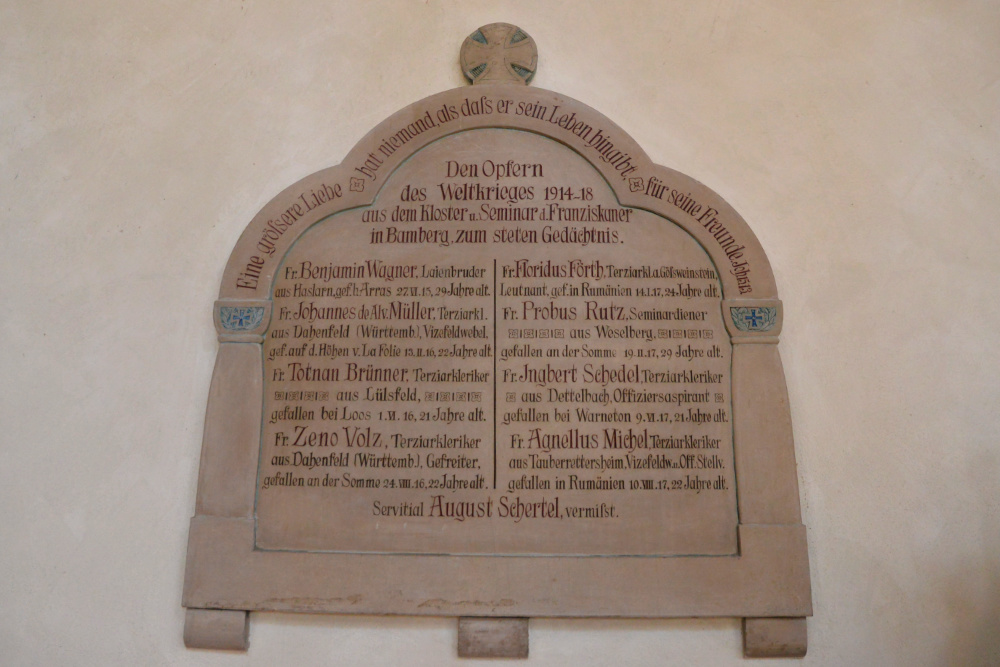 Eine größere Liebe hat niemand, als daß er sein Leben hingibt für seine Freunde. Joh 15.13
Den Opfern
des Weltkrieges 1914-18
aus dem Kloster u. Seminar d. Franziskaner
in Bamberg, zum steten Gedächtnis.
Fr. Benjamin Wagner, Laienbruder
aus Haslarn, gef. b. Arras 27.VI.15, 29 Jahre alt.
Fr. Johannes de Alv. Müller, Terziarkl.
aus Dahenfeld (Württemb.), Vizefeldwebel,
gef. auf d. Höhen v. La Folie 15.II.16, 22 Jahre alt.
Fr. Totnan Brünner, Terziarkleriker
aus Lülsfeld,
gefallen bei Loos 1.VI.16, 21 Jahre alt.
Fr. Zeno Volz, Terziarkleriker
aus Dahenfeld (Württemb.), Gefreiter,
gefallen an der Somme 24.VIII.16, 22 Jahre alt.
Fr. Floridus Förth, Terziarkl. a. Gößweinstein,
Leutnant, gef. in Rumänien 14.I.17, 24 Jahre alt.
Fr. Probus Rutz, Seminardiener
aus Weselberg,
gefallen an der Somme 19.II.17, 29 Jahre alt.
Fr. Ingbert Schedel, Terziarkleriker
aus Dettelbach, Offiziersaspirant
gefallen bei Warneton 9.VI.17, 21 Jahre alt.
Fr. Agnellus Michel, Terziarkleriker
aus Tauberrettersheim, Vizefeldw. u. Off. Stellv.
gefallen in Rumänien 10.VIII.17, 22 Jahre alt.
Servitial August Schertel, vermißt.